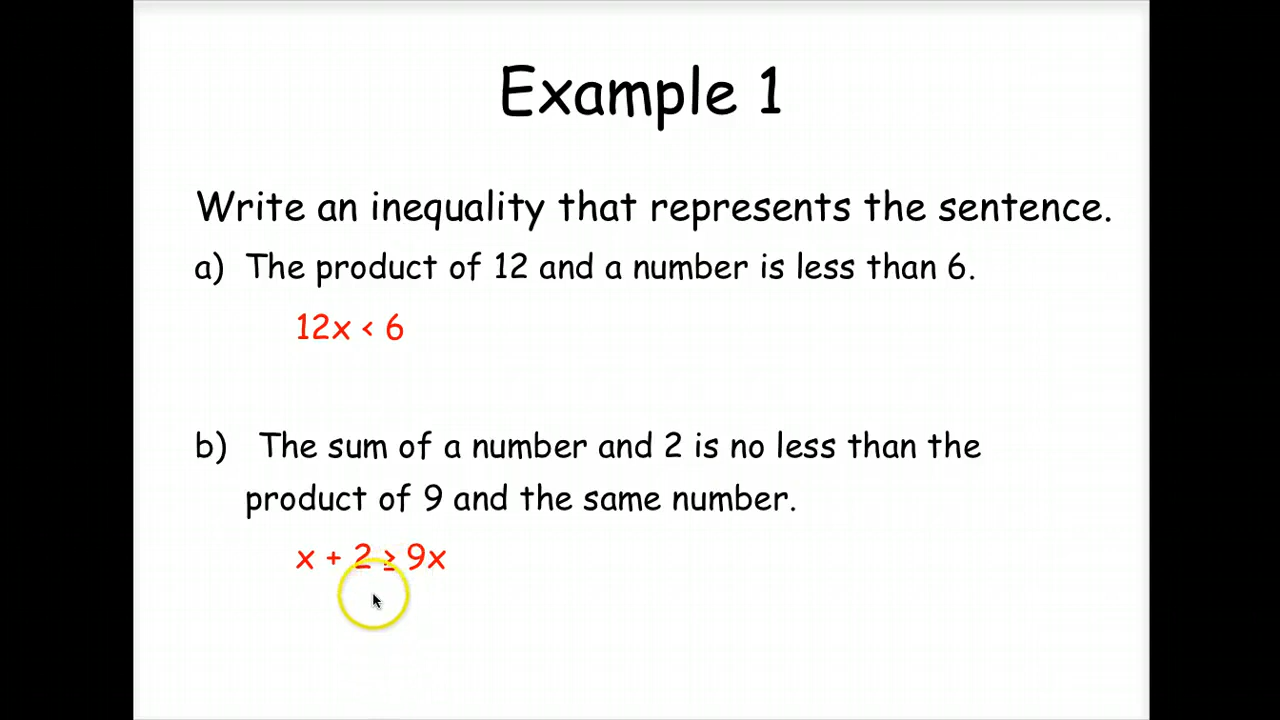 Example 1
Write an inequality that represents the sentence.
a) The product of 12 and a number is less than 6.
12x < 6
b) The sum of a number and 2 is no less than the
product of 9 and the same number.
x + 2 ≥ 9x